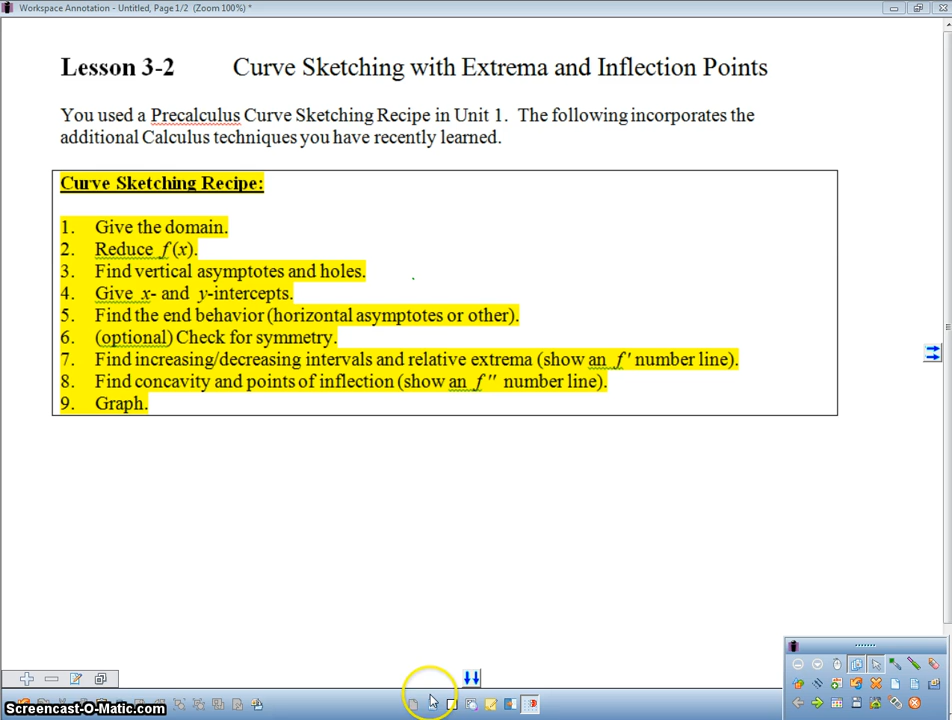 Workspace Annotation - Untitled, Page 1/2 (Zoom 100%) *
Lesson 3-2 Curve Sketching with Extrema and Inflection Points
You used a Precalculus Curve Sketching Recipe in Unit 1. The following incorporates the
additional Calculus techniques you have recently learned.
Curve Sketching Recipe:
1. Give the domain.
2. Reduce f(x).
3. Find vertical asymptotes and holes.
4. Give x- and y-intercepts.
5. Find the end behavior (horizontal asymptotes or other).
6. (optional) Check for symmetry.
7. Find increasing/decreasing intervals and relative extrema (show an f' number line).
8. Find concavity and points of inflection (show an f'' number line).
9. Graph.
Screencast-O-Matic.com